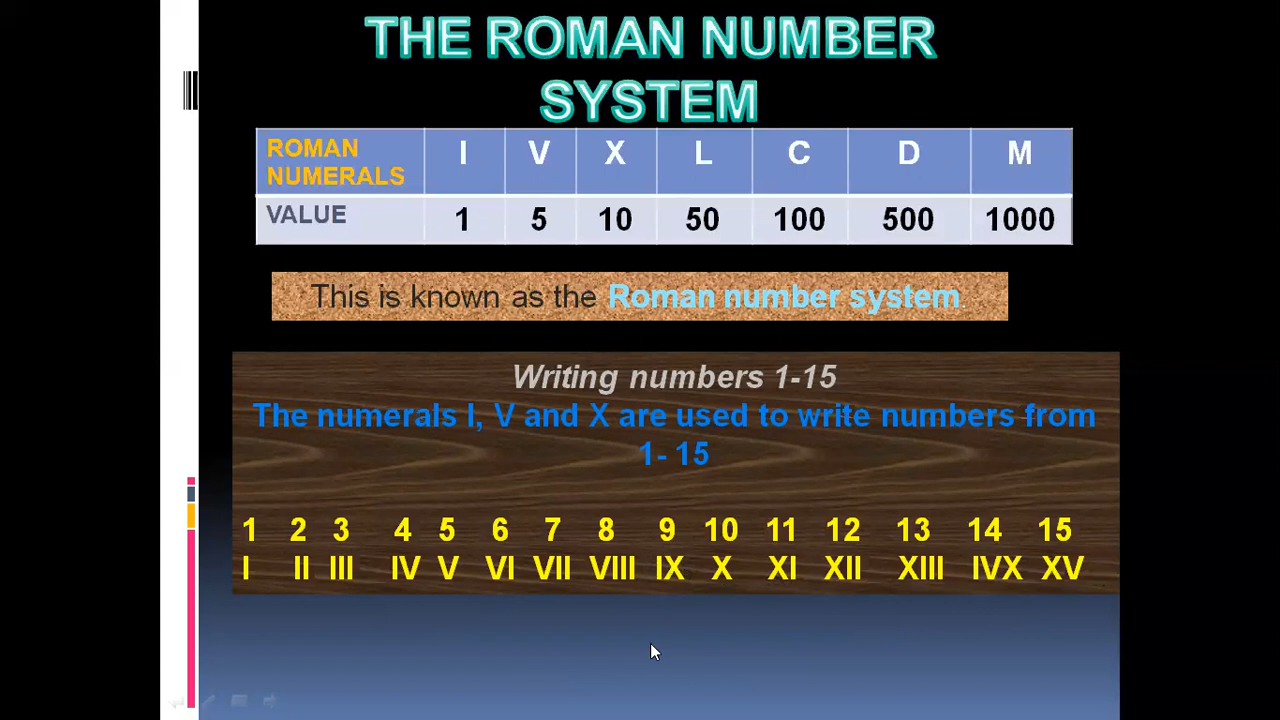 THE ROMAN NUMBER
SYSTEM
ROMAN NUMERALS I V X L C D M
VALUE 1 5 10 50 100 500 1000
This is known as the Roman number system
Writing numbers 1-15
The numerals I, V and X are used to write numbers from
1- 15
1 2 3 4 5 6 7 8 9 10 11 12 13 14 15
I II III IV V VI VII VIII IX X XI XII XIII IVX XV